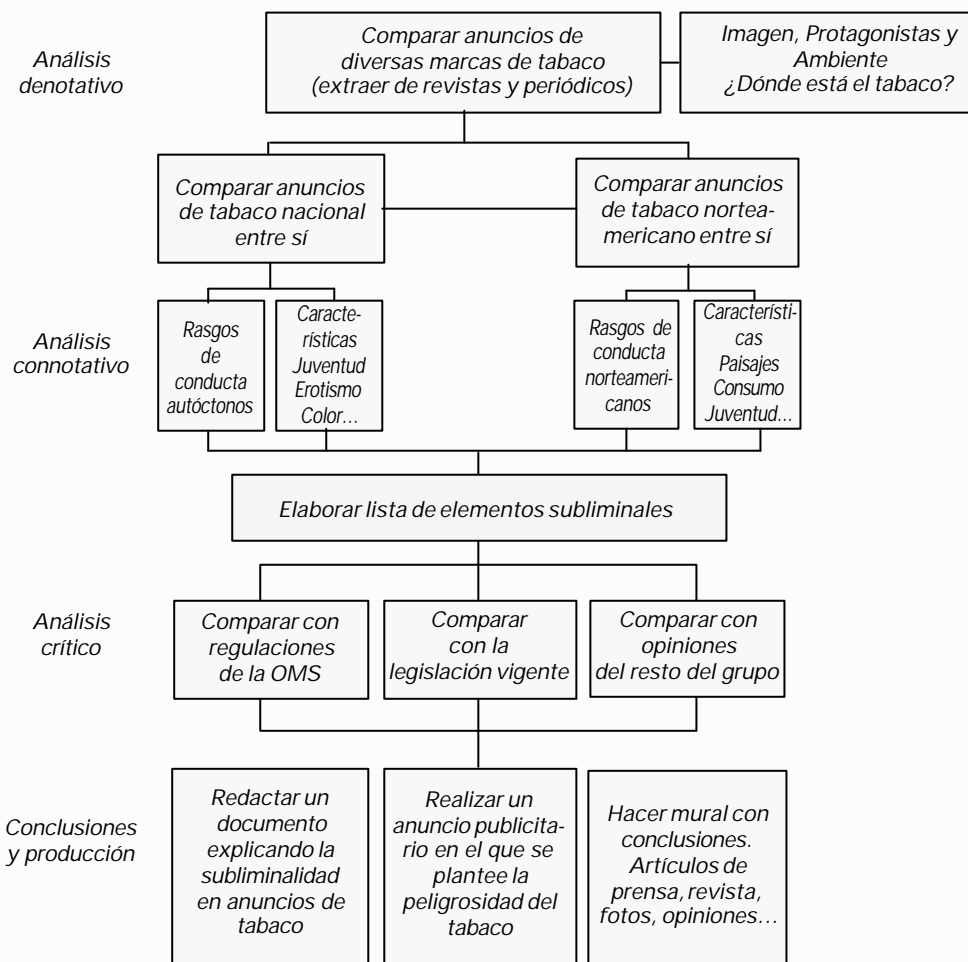 Análisis
denotativo
Comparar anuncios de
diversas marcas de tabaco
(extraer de revistas y periódicos)
Imagen, Protagonistas y
Ambiente
¿Dónde está el tabaco?
Comparar anuncios
de tabaco nacional
entre sí
Comparar anuncios
de tabaco nortea-
mericano entre sí
Análisis
connotativo
Rasgos
de
conducta
autóctonos
Caracte-
rísticas
Juventud
Erotismo
Color...
Rasgos de
conducta
norteameri-
canos
Característi-
cas
Paisajes
Consumo
Juventud...
Elaborar lista de elementos subliminales
Análisis
crítico
Comparar con
regulaciones
de la OMS
Comparar
con la
legislación vigente
Comparar con
opiniones
del resto del grupo
Conclusiones
y producción
Redactar un
documento
explicando la
subliminalidad
en anuncios de
tabaco
Realizar un
anuncio publicita-
rio en el que se
plantee la
peligrosidad del
tabaco
Hacer mural con
conclusiones.
Artículos de
prensa, revista,
fotos, opiniones...